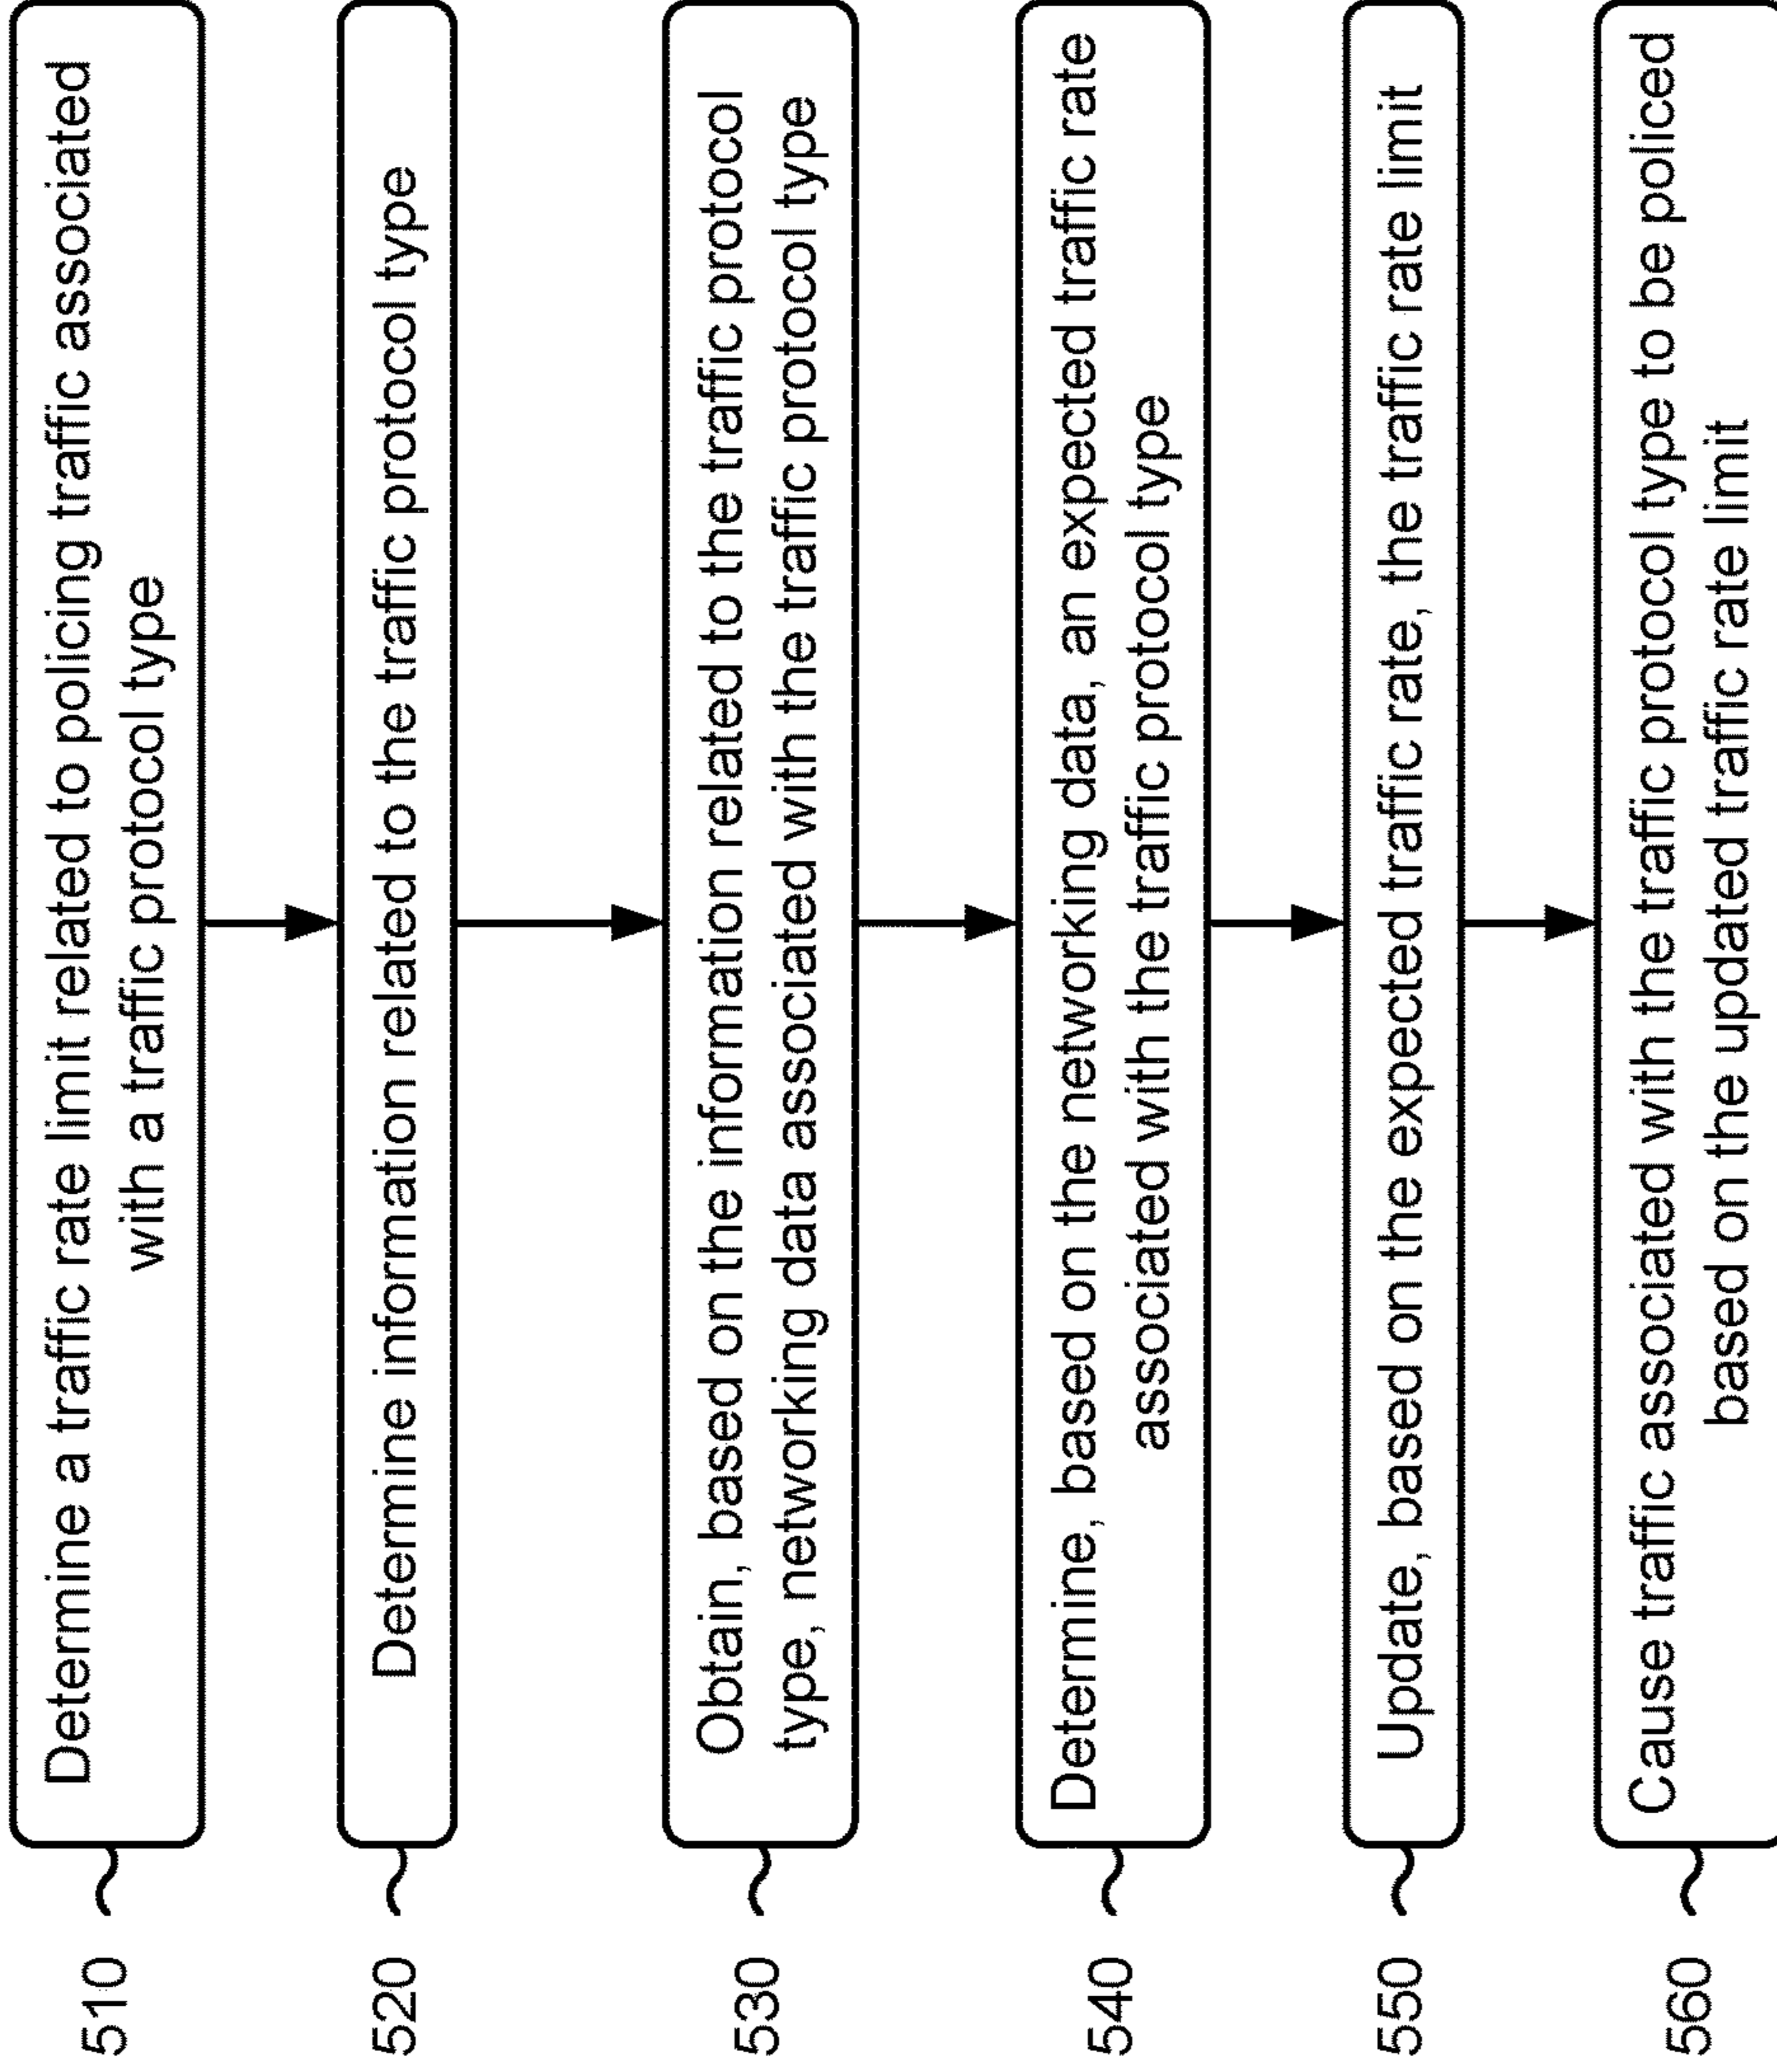 510
Determine a traffic rate limit related to policing traffic associated
with a traffic protocol type
520
Determine information related to the traffic protocol type
530
Obtain, based on the information related to the traffic protocol
type, networking data associated with the traffic protocol type
540
Determine, based on the networking data, an expected traffic rate
associated with the traffic protocol type
550
Update, based on the expected traffic rate, the traffic rate limit
560
Cause traffic associated with the traffic protocol type to be policed
based on the updated traffic rate limit